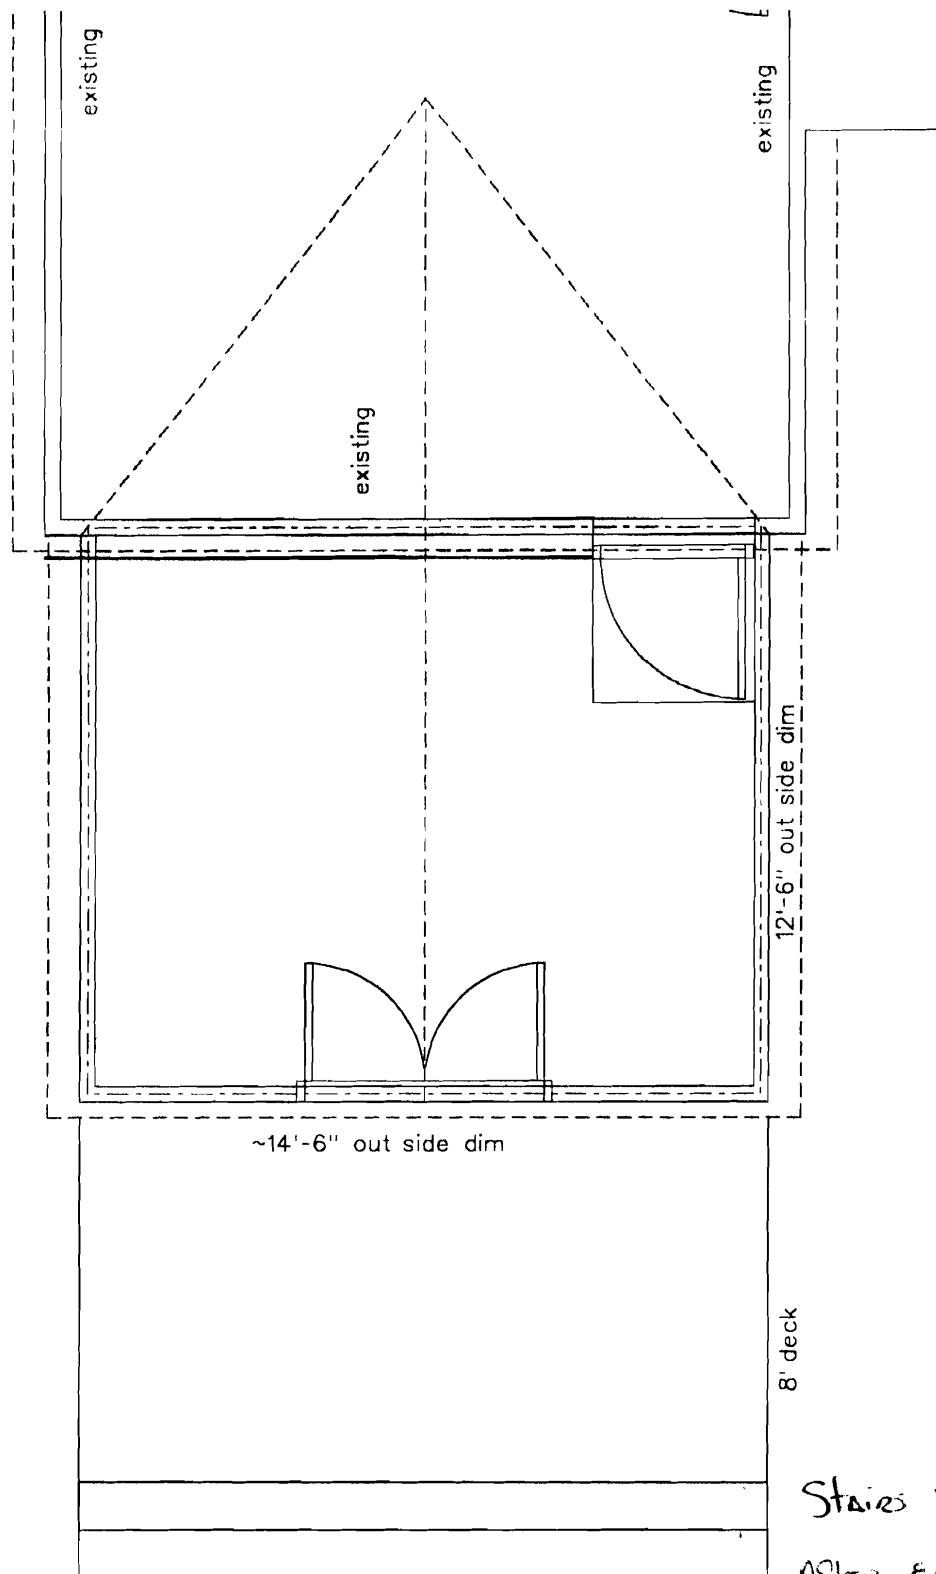 existing
existing
existing
12'-6" out side dim
~14'-6" out side dim
8' deck
Stairs